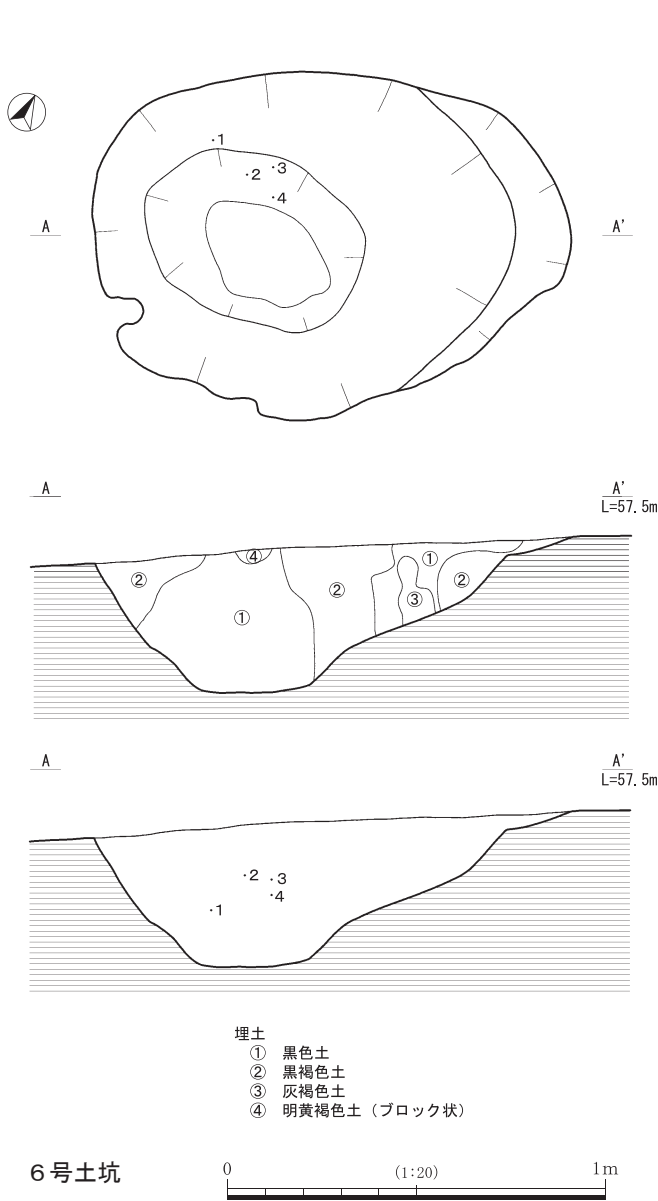 ・1
・3
・2
・4
A A'
A A'
L=57.5m
④ ①
② ② ②
③
①
A A'
L=57.5m
・2 ・3
・4
・1
埋土
① 黒色土
② 黒褐色土
③ 灰褐色土
④ 明黄褐色土（ブロック状）
6号土坑
0 (1:20) 1m